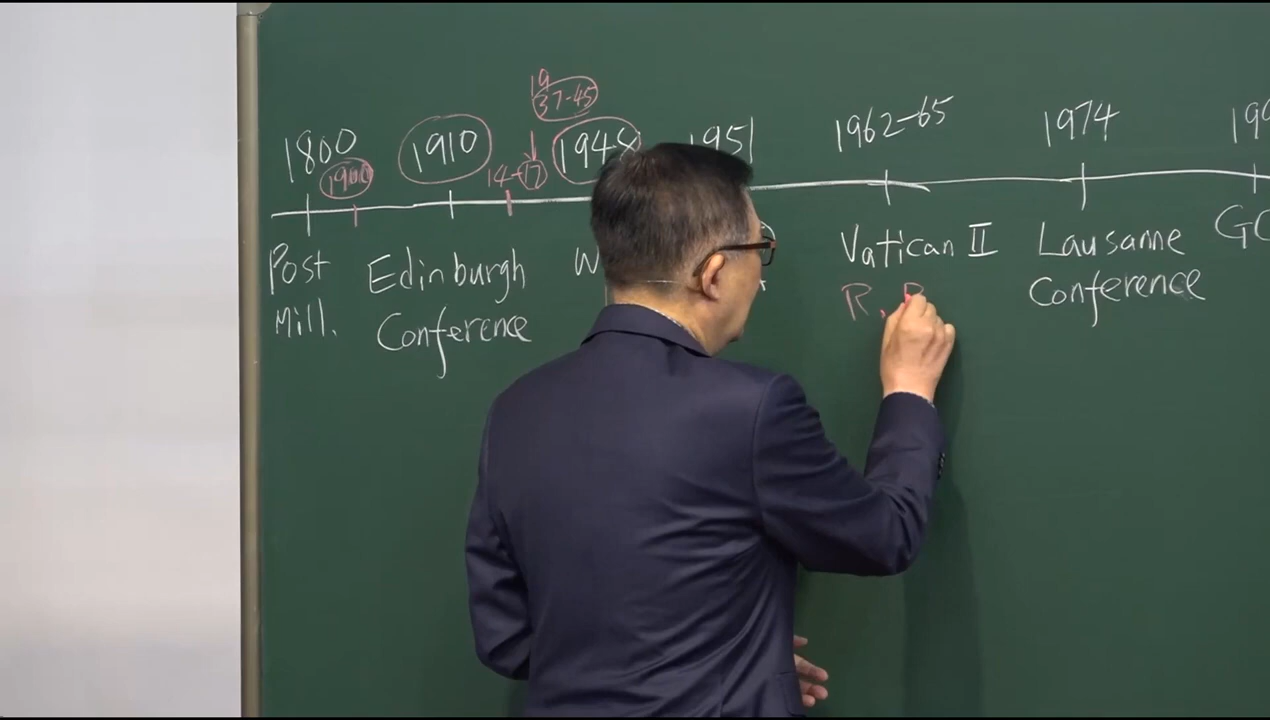 19
37-45
1800
1910
1948
1951
1962-65
1974
1900
14-17
Post
Mill.
Edinburgh
Conference
W
Vatican II
R.
Lausanne
Conference
GC